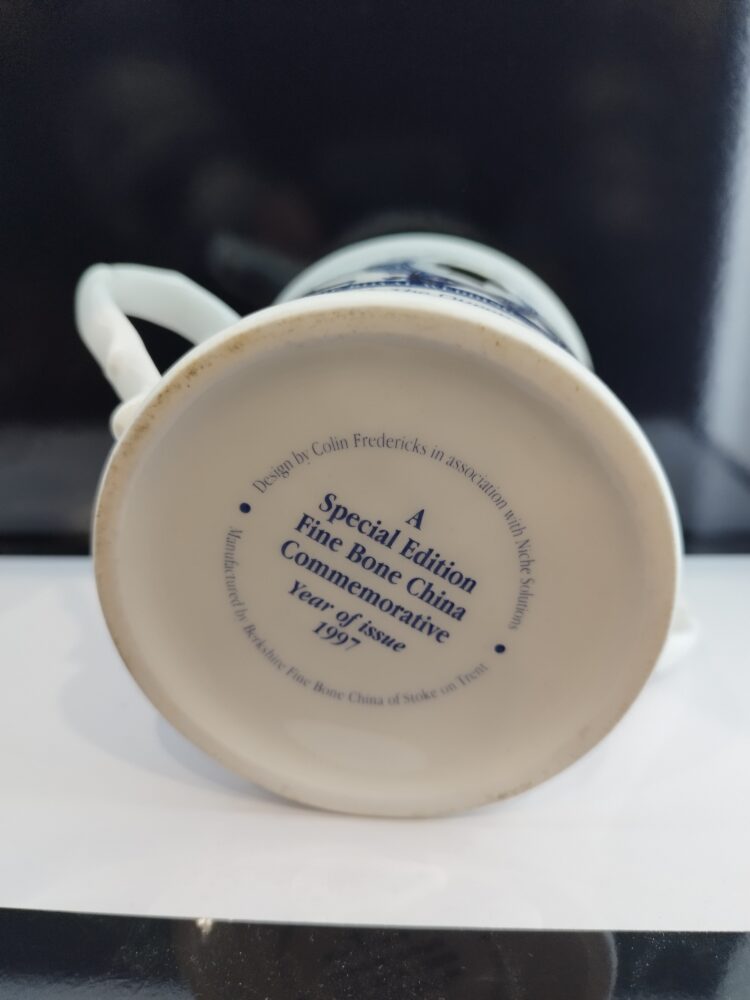 Design by Colin Fredericks in association with Niche Solutions
A
Special Edition
Fine Bone China
Commemorative
Year of issue
1997
Manufactured by Berkshire Fine Bone China of Stoke on Trent